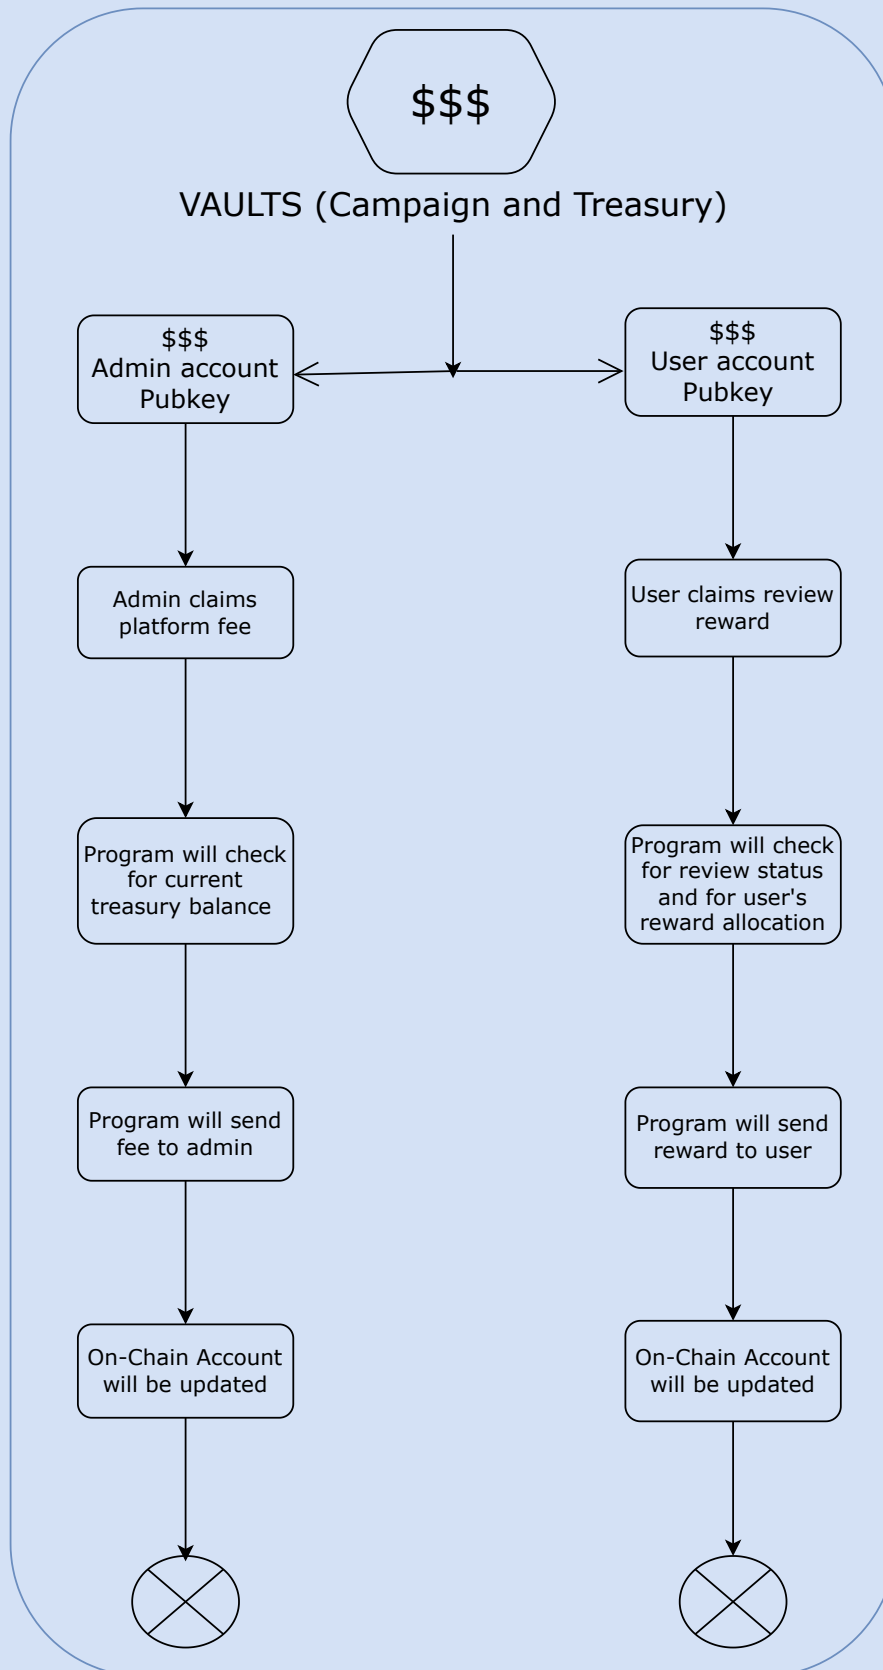 $$$
VAULTS (Campaign and Treasury)
$$$
Admin account
Pubkey
$$$
User account
Pubkey
Admin claims
platform fee
User claims review
reward
Program will check
for current
treasury balance
Program will check
for review status
and for user's
reward allocation
Program will send
fee to admin
Program will send
reward to user
On-Chain Account
will be updated
On-Chain Account
will be updated